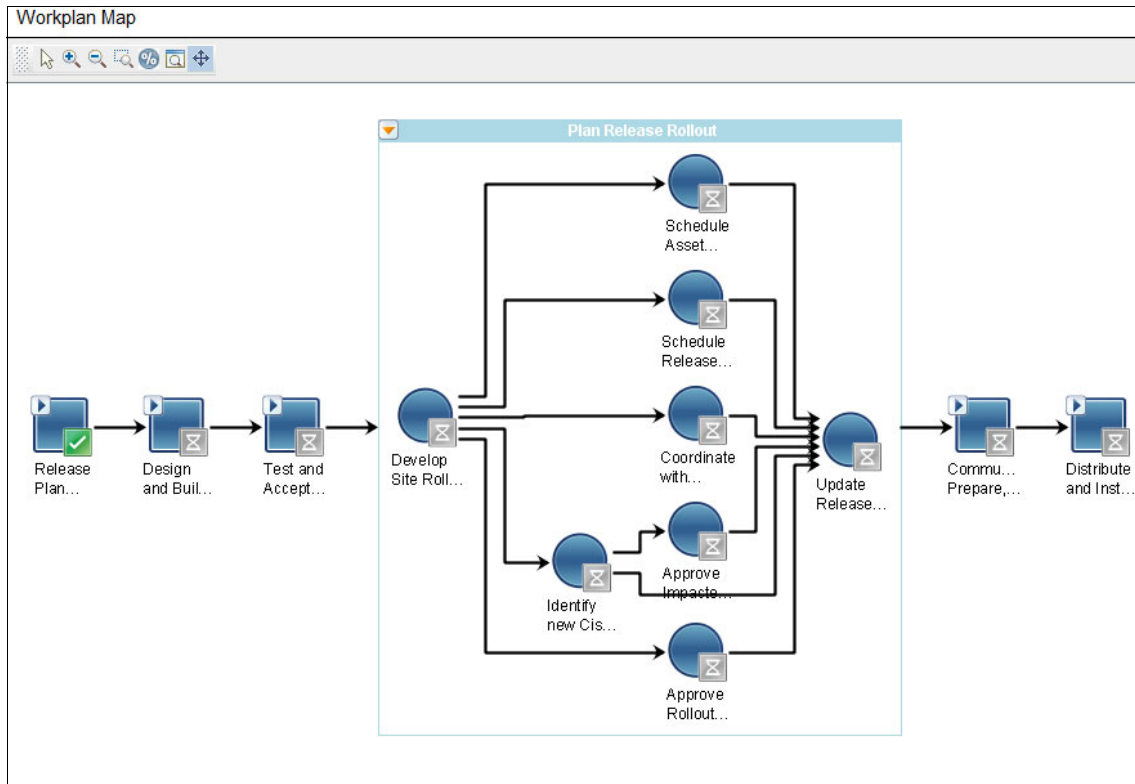 Workplan Map
%
Plan Release Rollout
Schedule
Asset...
Schedule
Release...
Release
Plan...
Design
and Buil...
Test and
Accept...
Develop
Site Roll...
Coordinate
with...
Update
Release...
Commu...
Prepare,...
Distribute
and Inst...
Approve
Impacte...
Identify
new Cis...
Approve
Rollout...